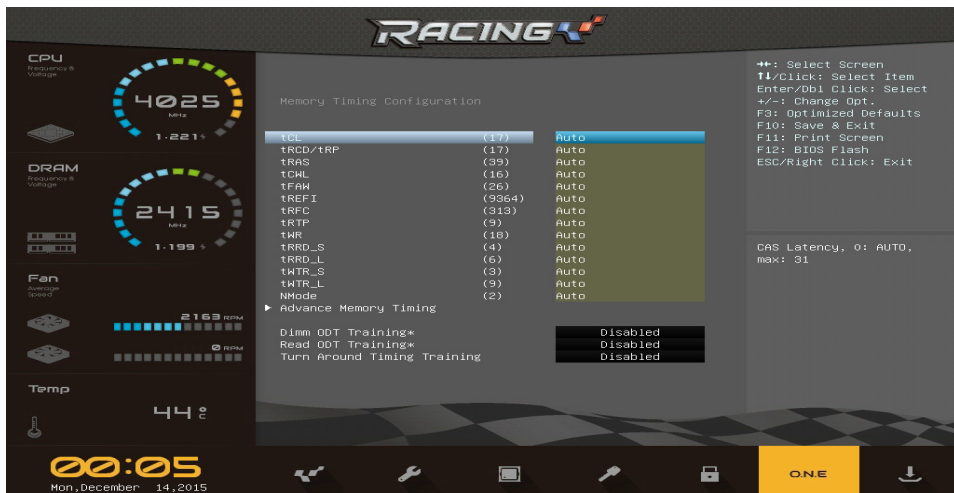 RACING
CPU
Frequency &
Voltage
4025
MHz
1.221 V
DRAM
Frequency &
Voltage
2415
MHz
1.199 V
Fan
Average
Speed
2163 RPM
0 RPM
Temp
44 °C
Memory Timing Configuration
tCL (17) Auto
tRCD/tRP (17) Auto
tRAS (39) Auto
tCWL (16) Auto
tFAW (26) Auto
tREFI (9364) Auto
tRFC (313) Auto
tRTP (9) Auto
tWR (18) Auto
tRRD_S (4) Auto
tRRD_L (6) Auto
tWTR_S (3) Auto
tWTR_L (9) Auto
NMode (2) Auto
Advance Memory Timing
Dimm ODT Training* Disabled
Read ODT Training* Disabled
Turn Around Timing Training Disabled
→←: Select Screen
↑↓/Click: Select Item
Enter/Dbl Click: Select
+/-: Change Opt.
F3: Optimized Defaults
F10: Save & Exit
F11: Print Screen
F12: BIOS Flash
ESC/Right Click: Exit
CAS Latency, 0: AUTO,
max: 31
00:05
Mon,December 14,2015
O.N.E